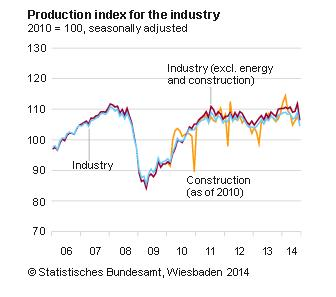 Production index for the industry
2010 = 100, seasonally adjusted
130
120
110
100
90
80
70
Industry (excl. energy
and construction)
Industry
Construction
(as of 2010)
06 07 08 09 10 11 12 13 14
© Statistisches Bundesamt, Wiesbaden 2014